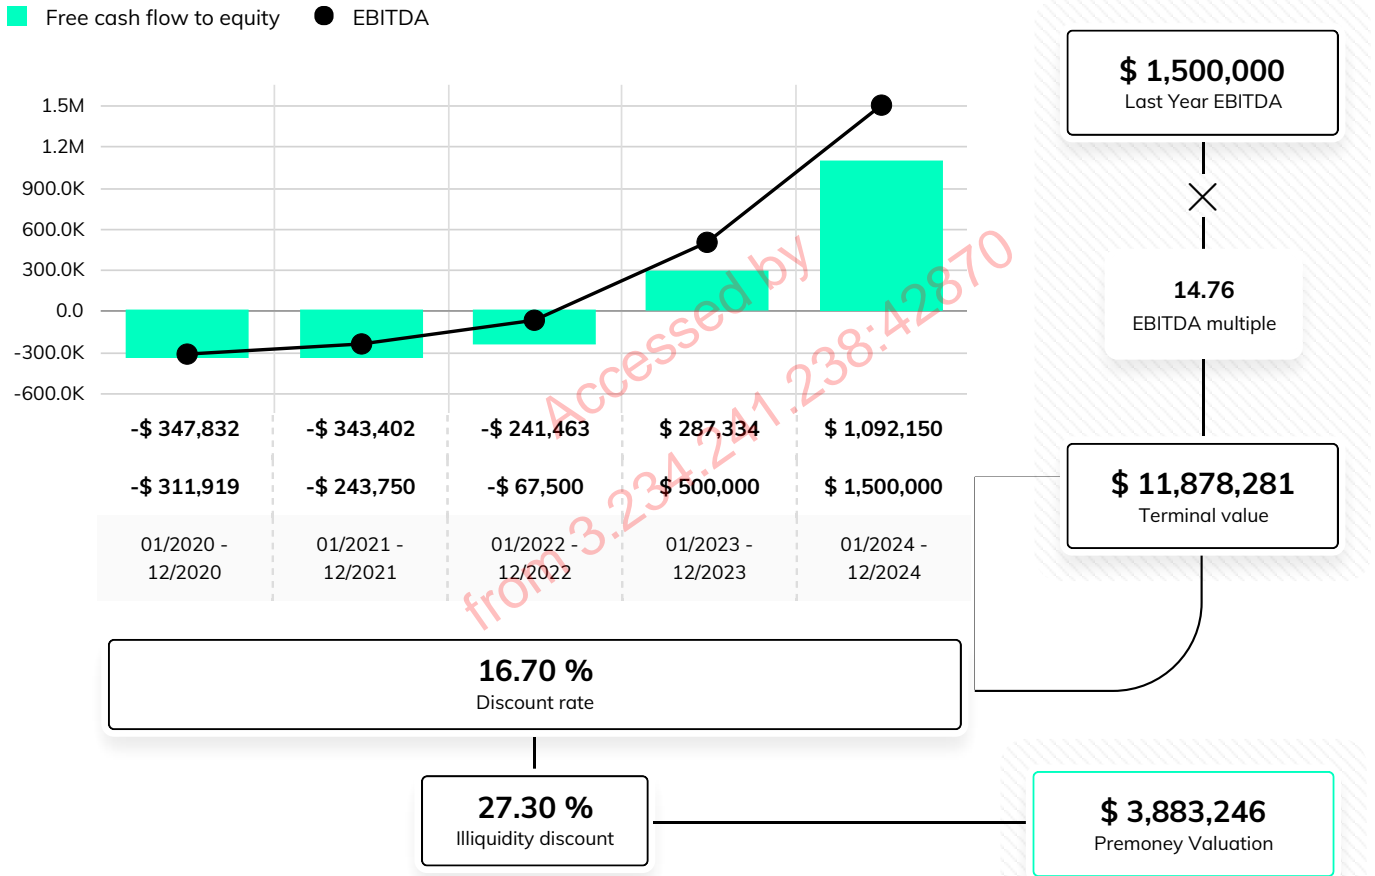 Free cash flow to equity
EBITDA
1.5M
1.2M
900.0K
600.0K
300.0K
0.0
-300.0K
-600.0K
-$ 347,832
-$ 343,402
-$ 241,463
$ 287,334
$ 1,092,150
-$ 311,919
-$ 243,750
-$ 67,500
$ 500,000
$ 1,500,000
01/2020 -
12/2020
01/2021 -
12/2021
01/2022 -
12/2022
01/2023 -
12/2023
01/2024 -
12/2024
$ 1,500,000
Last Year EBITDA
14.76
EBITDA multiple
$ 11,878,281
Terminal value
16.70 %
Discount rate
27.30 %
Illiquidity discount
$ 3,883,246
Premoney Valuation
Accessed by
from 3.234.241.238:42870